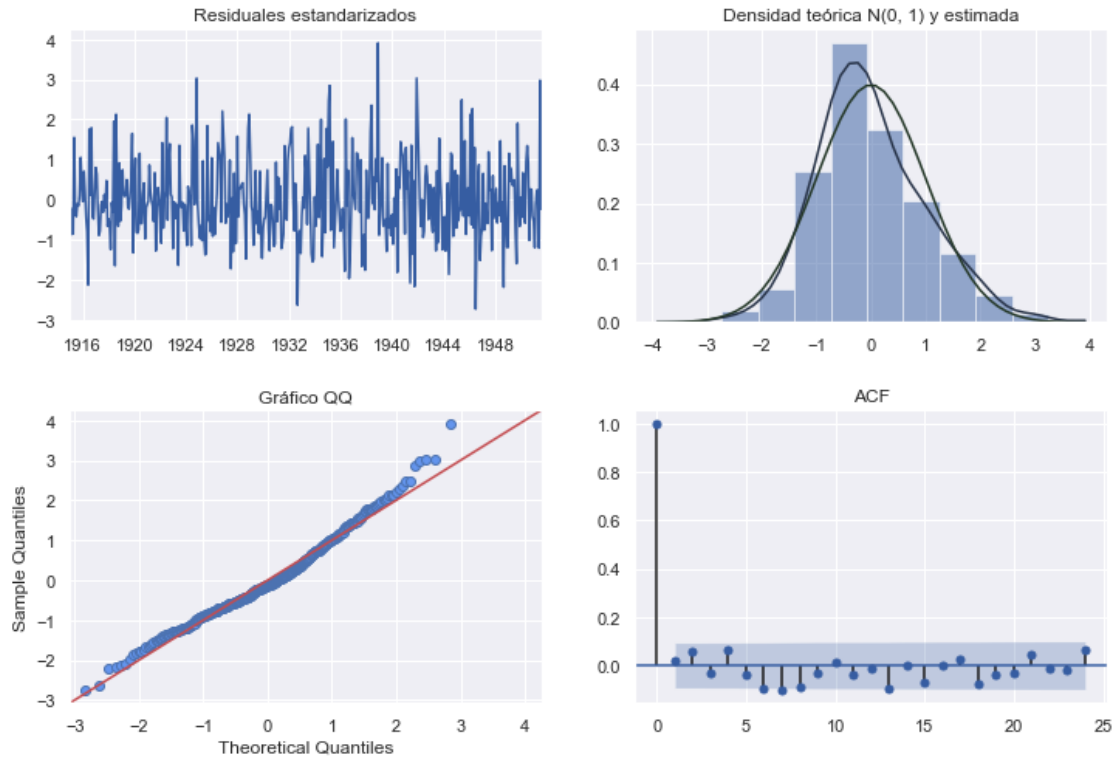 Residuales estandarizados
4
3
2
1
0
−1
−2
−3
1916 1920 1924 1928 1932 1936 1940 1944 1948
Densidad teórica N(0, 1) y estimada
0.4
0.3
0.2
0.1
0.0
−4 −3 −2 −1 0 1 2 3 4
Gráfico QQ
Sample Quantiles
4
3
2
1
0
−1
−2
−3
−3 −2 −1 0 1 2 3 4
Theoretical Quantiles
ACF
1.0
0.8
0.6
0.4
0.2
0.0
0 5 10 15 20 25